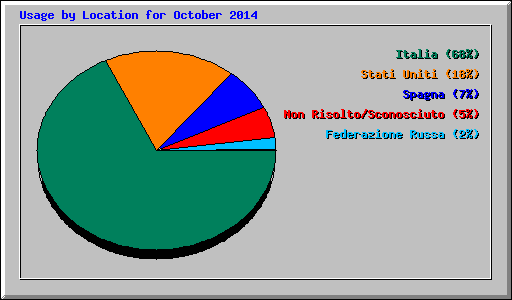 Usage by Location for October 2014
Italia (68%)
Stati Uniti (18%)
Spagna (7%)
Non Risolto/Sconosciuto (5%)
Federazione Russa (2%)